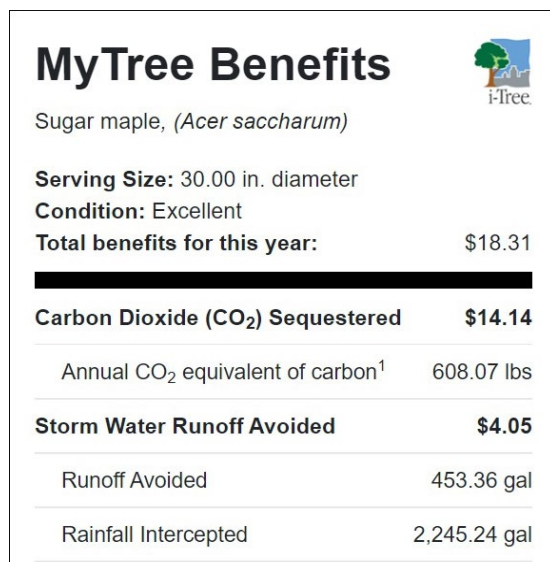 MyTree Benefits
i-Tree
Sugar maple, (Acer saccharum)
Serving Size: 30.00 in. diameter
Condition: Excellent
Total benefits for this year: $18.31
Carbon Dioxide (CO₂) Sequestered $14.14
Annual CO₂ equivalent of carbon¹ 608.07 lbs
Storm Water Runoff Avoided $4.05
Runoff Avoided 453.36 gal
Rainfall Intercepted 2,245.24 gal